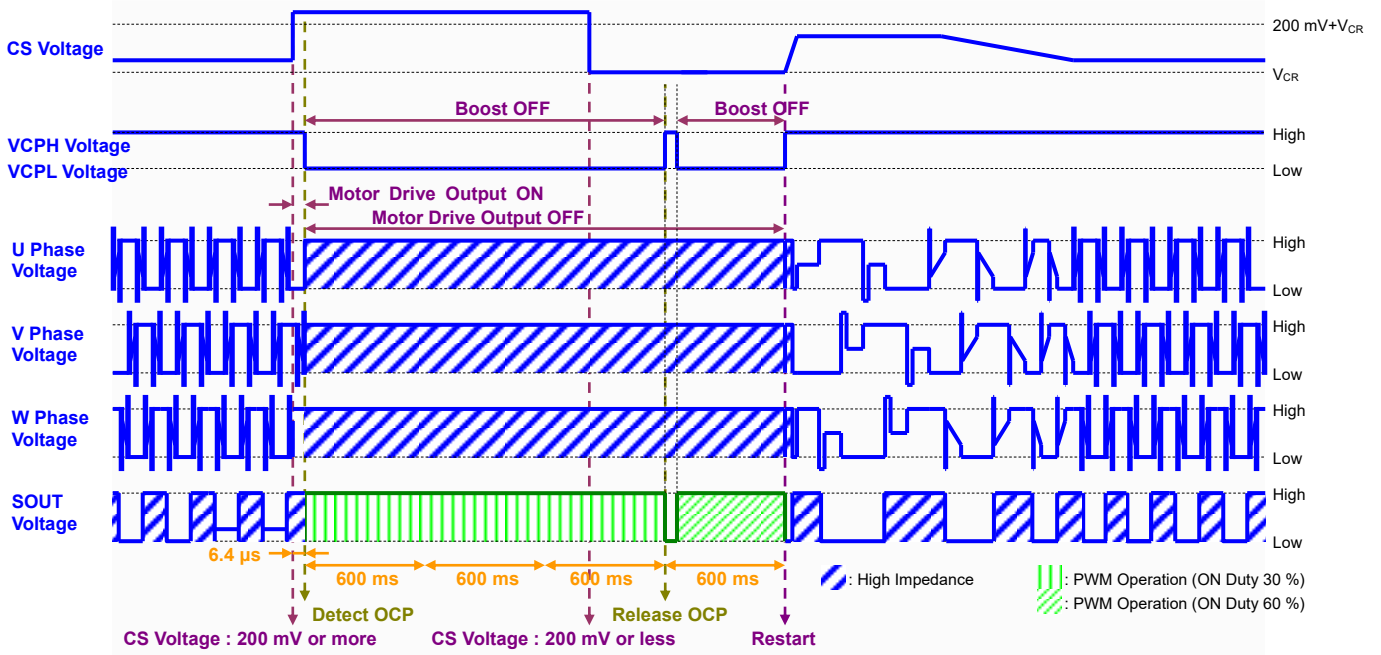 200 mV+VCR
CS Voltage
VCR
Boost OFF
Boost OFF
High
VCPH Voltage
VCPL Voltage
Low
Motor Drive Output ON
Motor Drive Output OFF
U Phase
Voltage
High
Low
V Phase
Voltage
High
Low
W Phase
Voltage
High
Low
SOUT
Voltage
High
Low
6.4 µs
600 ms
600 ms
600 ms
600 ms
: High Impedance
: PWM Operation (ON Duty 30 %)
: PWM Operation (ON Duty 60 %)
Detect OCP
Release OCP
CS Voltage : 200 mV or more
CS Voltage : 200 mV or less
Restart